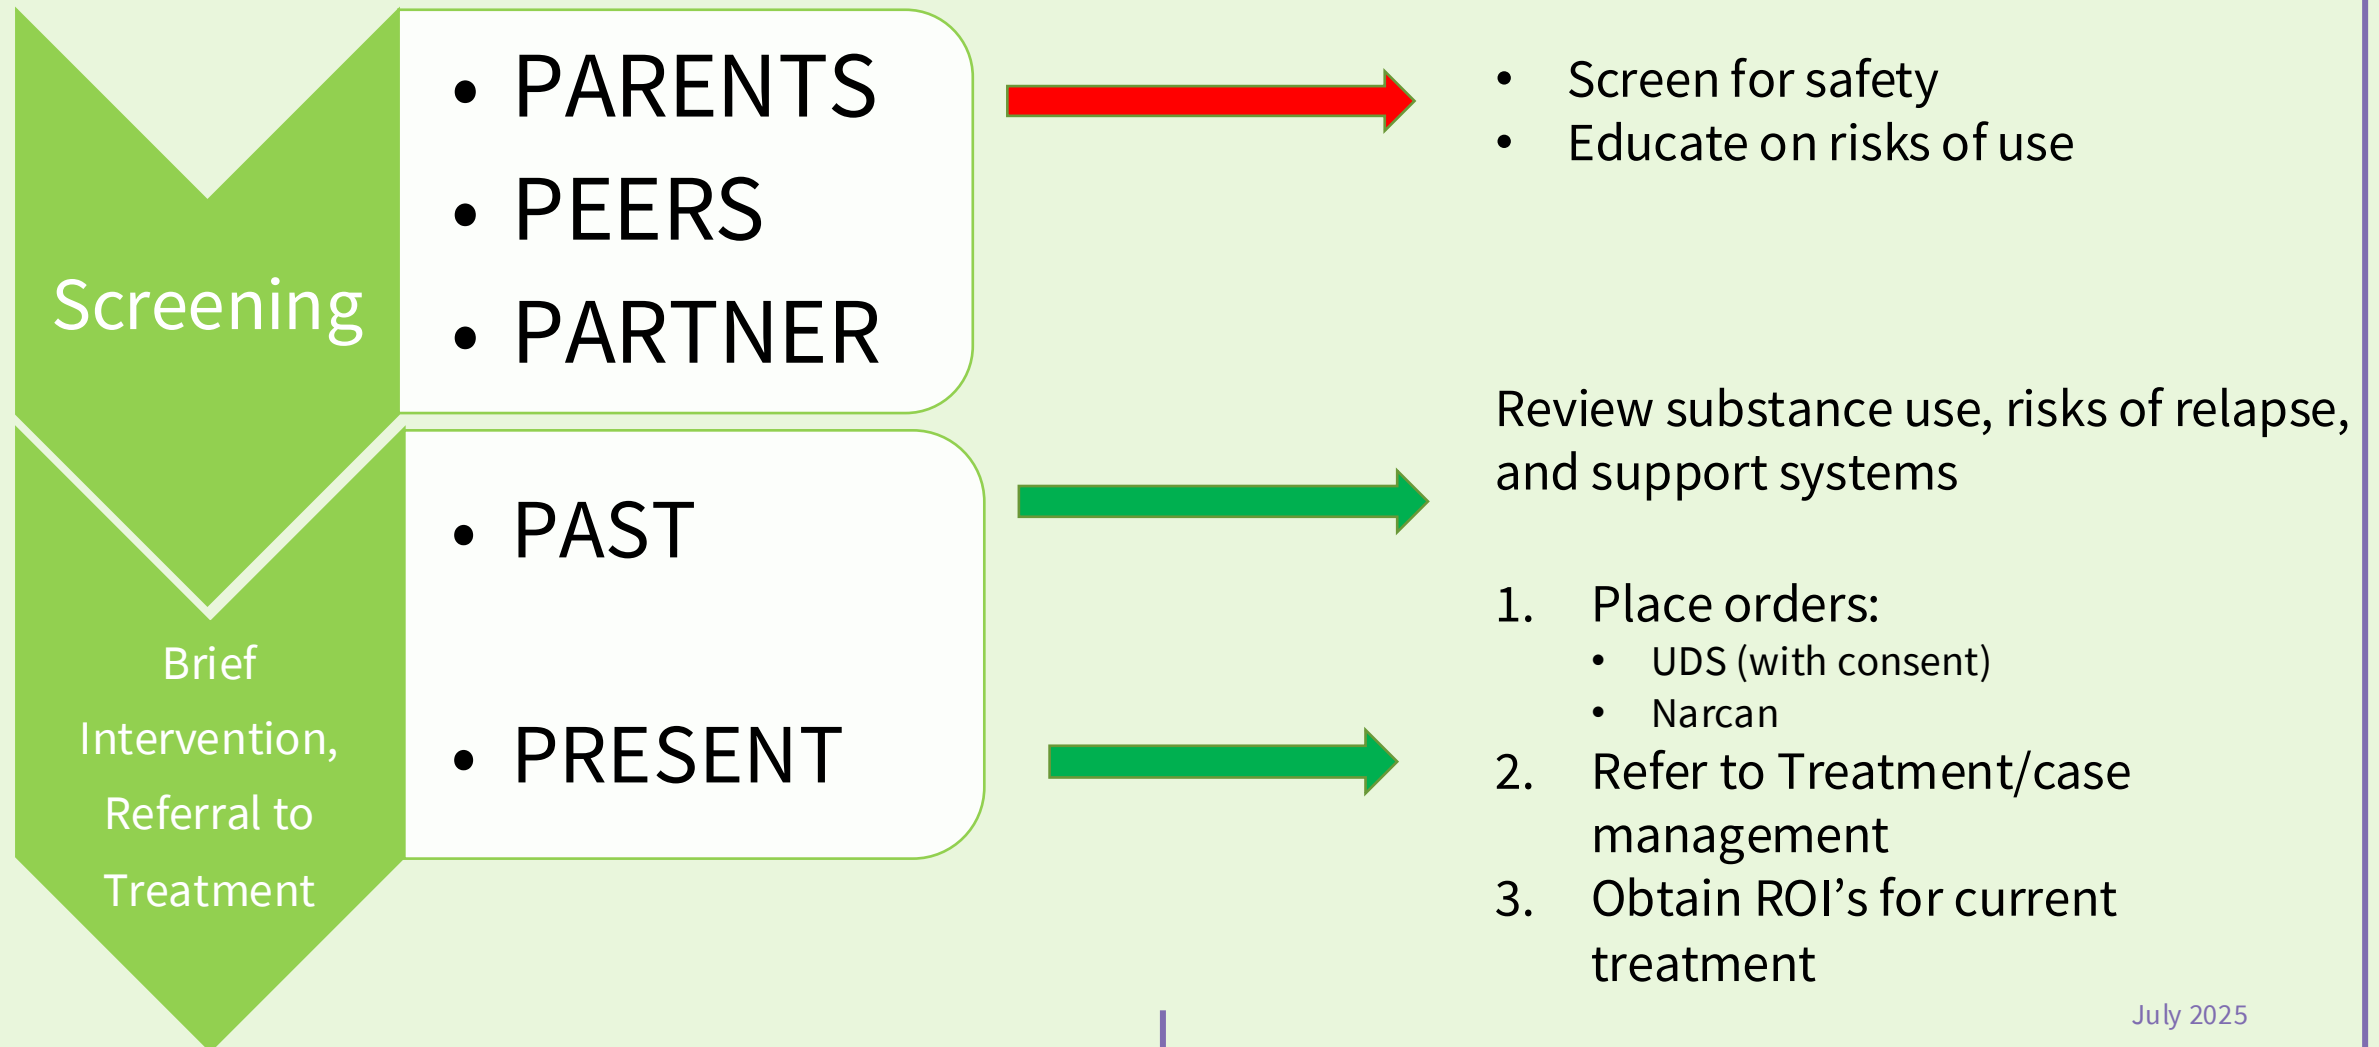 Screening
• PARENTS
• PEERS
• PARTNER
• Screen for safety
• Educate on risks of use
Brief
Intervention,
Referral to
Treatment
• PAST
• PRESENT
Review substance use, risks of relapse,
and support systems
1. Place orders:
• UDS (with consent)
• Narcan
2. Refer to Treatment/case
management
3. Obtain ROI’s for current
treatment
July 2025